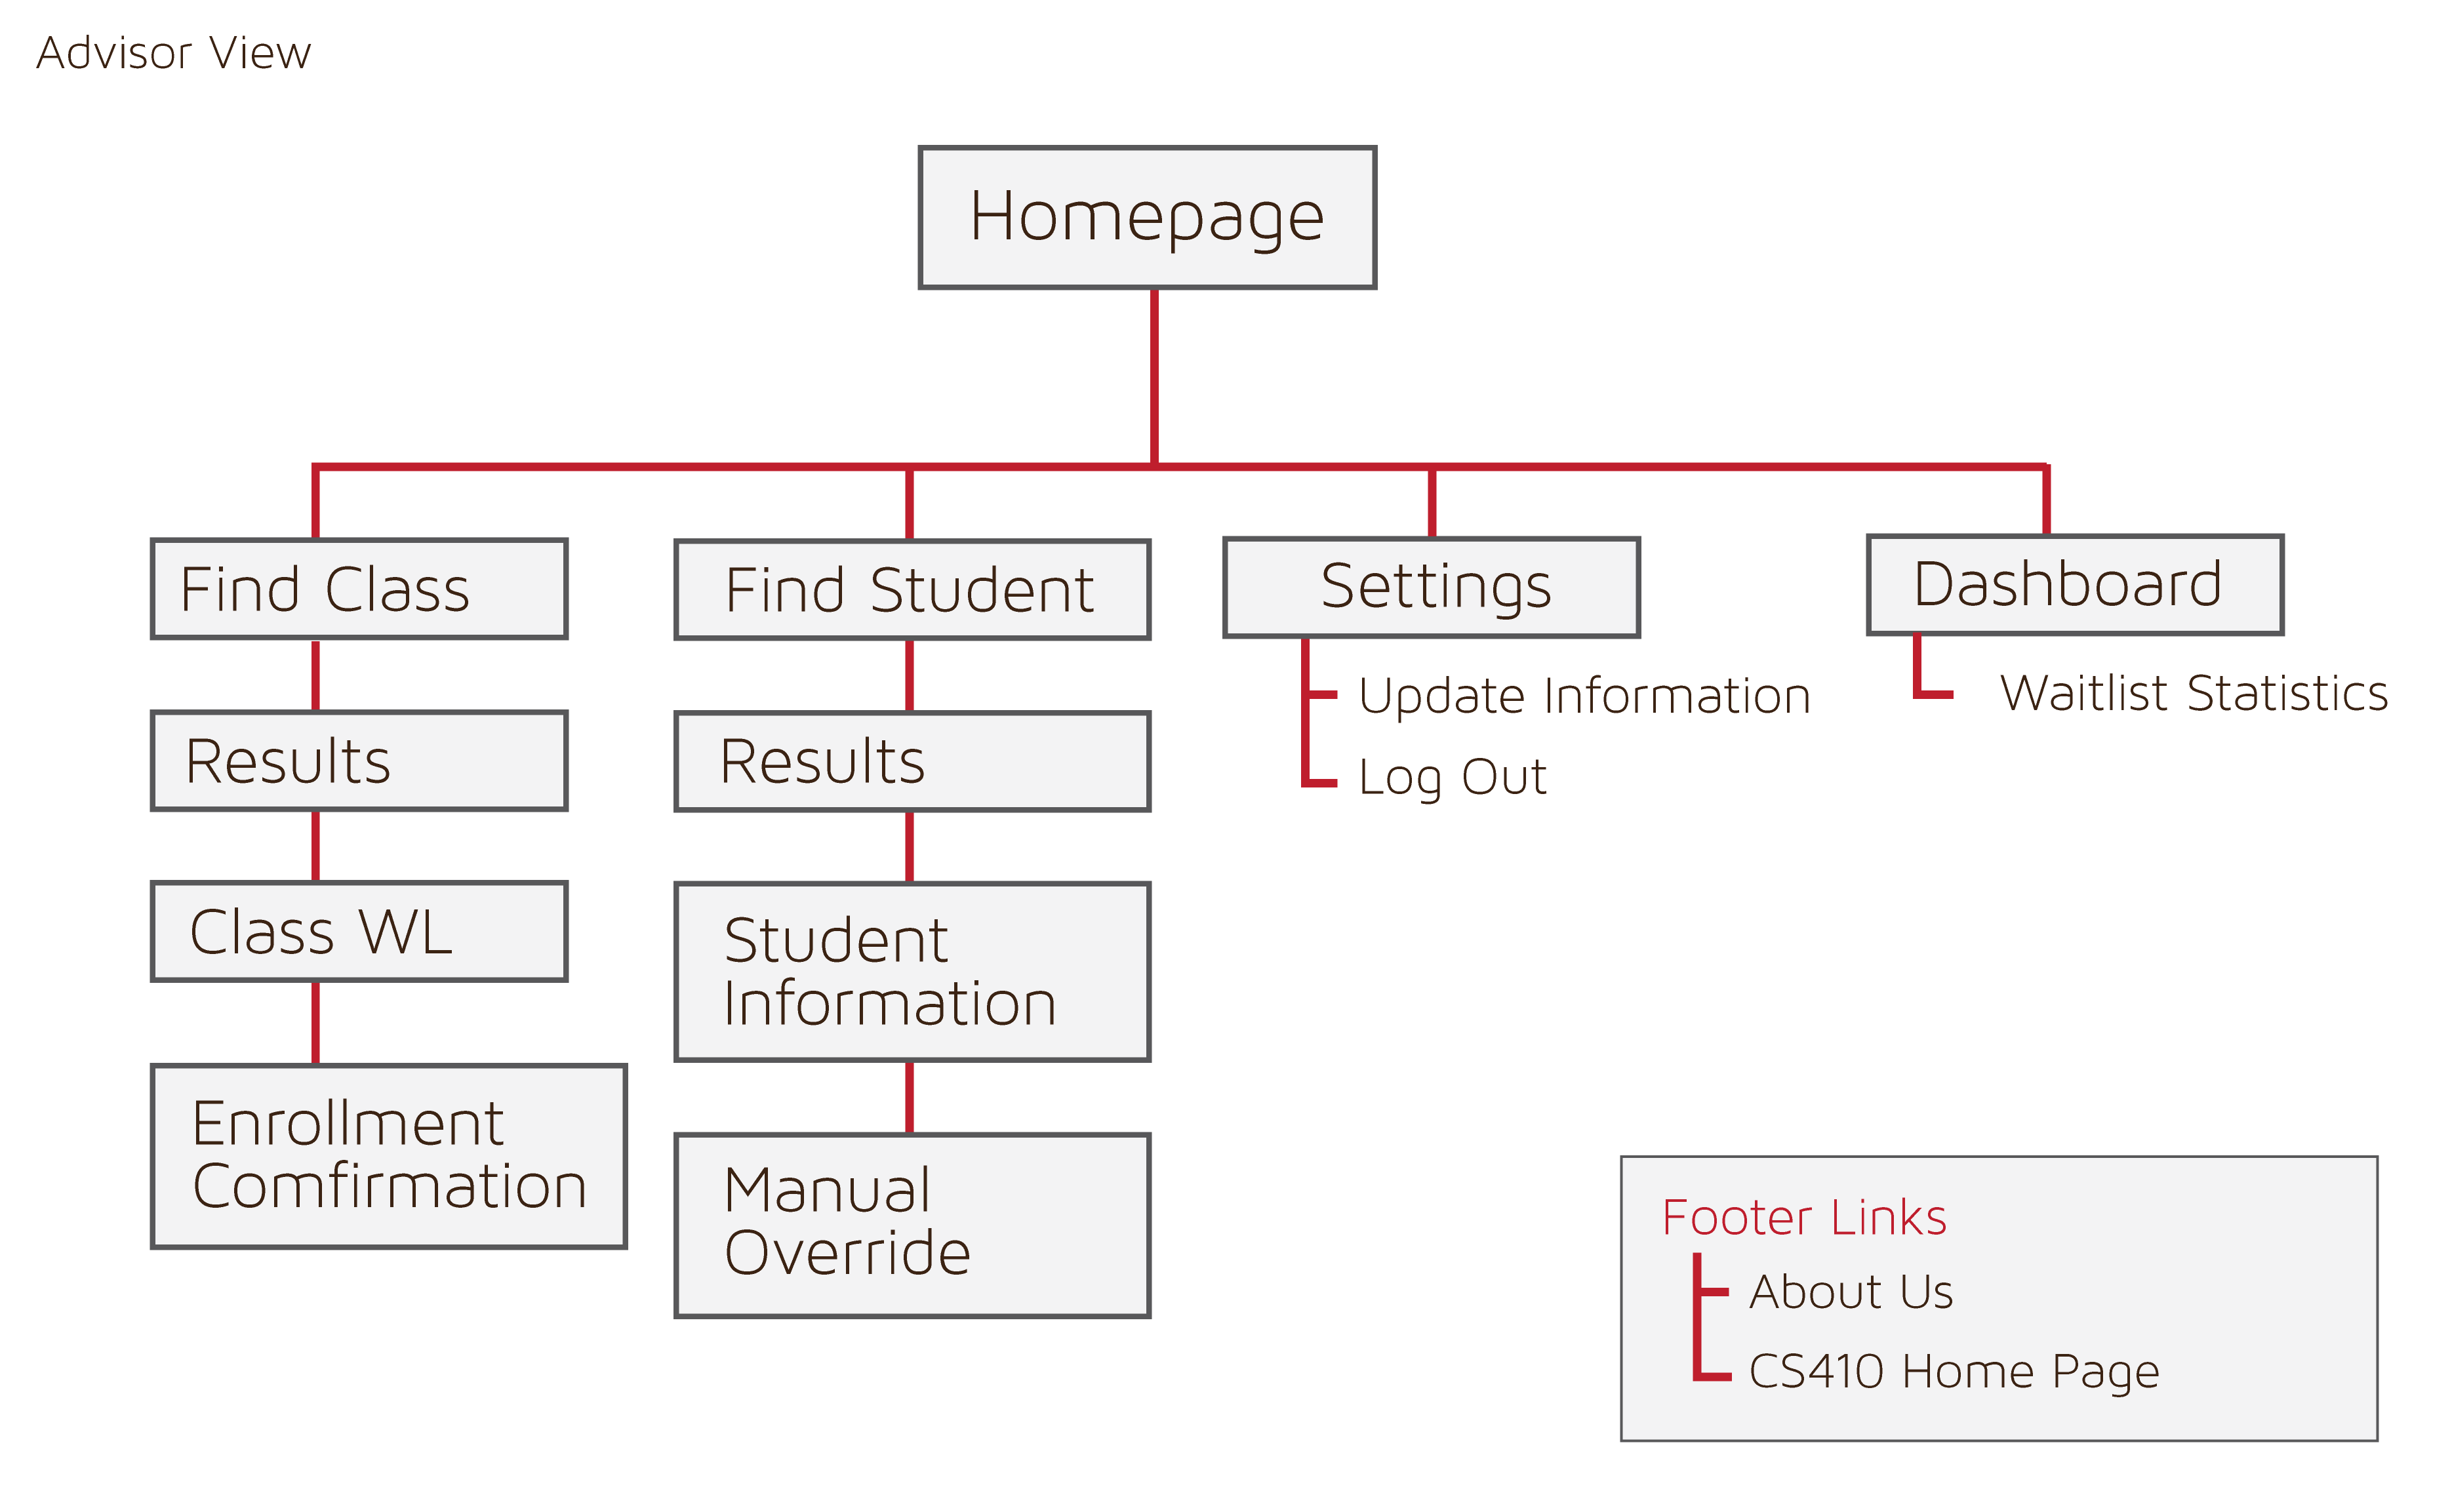 Advisor View
Homepage
Find Class
Find Student
Settings
Dashboard
Update Information
Log Out
Waitlist Statistics
Results
Results
Class WL
Student
Information
Enrollment
Comfirmation
Manual
Override
Footer Links
About Us
CS410 Home Page